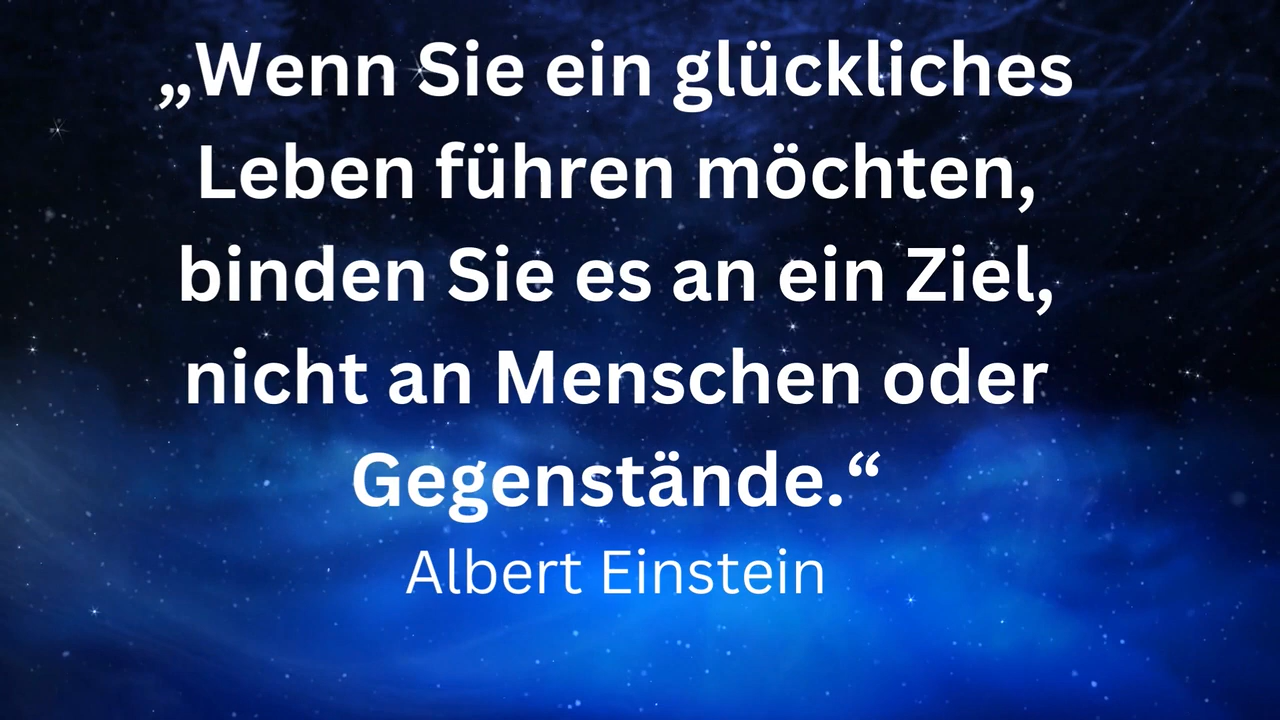 „Wenn Sie ein glückliches
Leben führen möchten,
binden Sie es an ein Ziel,
nicht an Menschen oder
Gegenstände.“
Albert Einstein